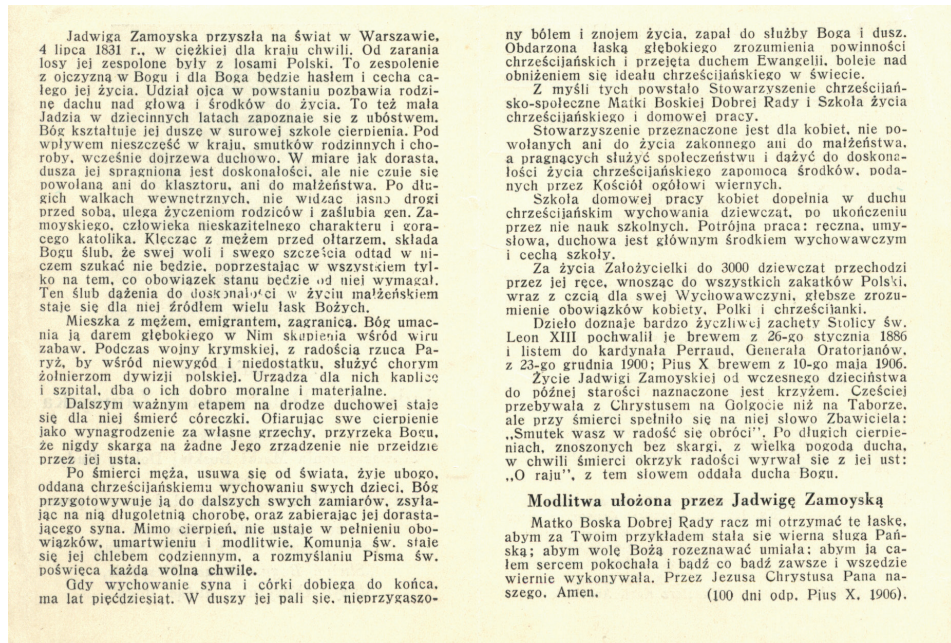 Jadwiga Zamoyska przyszła na świat w Warszawie,
4 lipca 1831 r., w ciężkiej dla kraju chwili. Od zarania
losy jej zespolone były z losami Polski. To zespolenie
z ojczyzną w Bogu i dla Boga będzie hasłem i cecha ca-
łego jej życia. Udział ojca w powstaniu pozbawia rodzi-
nę dachu nad głową i środków do życia. To też mała
Jadzia w dziecinnych latach zapoznaje się z ubóstwem.
Bóg kształtuje jej duszę w surowej szkole cierpienia. Pod
wpływem nieszczęść w kraju, smutków rodzinnych i cho-
roby, wcześnie dojrzewa duchowo. W miarę jak dorasta,
dusza jej spragniona jest doskonałości, ale nie czuje się
powołaną ani do klasztoru, ani do małżeństwa. Po dłu-
gich walkach wewnętrznych, nie widząc jasno drogi
przed sobą, ulega życzeniom rodziców i zaślubia gen. Za-
moyskiego, człowieka nieskazitelnego charakteru i gorą-
cego katolika. Klęcząc z mężem przed ołtarzem, składa
Bogu ślub, że swej woli i swego szczęścia odtąd w ni-
czem szukać nie będzie, poprzestając w wszystkiem tyl-
ko na tem, co obowiązek stanu będzie od niej wymagał.
Ten ślub dążenia do doskonałości w życiu małżeńskiem
staje się dla niej źródłem wielu łask Bożych.
Mieszka z mężem, emigrantem, zagranicą. Bóg umac-
nia ją darem głębokiego w Nim skupienia wśród wiru
zabaw. Podczas wojny krymskiej, z radością rzuca Pa-
ryż, by wśród niewygód i niedostatku, służyć chorym
żołnierzom dywizji polskiej. Urządza dla nich kaplicę
i szpital, dba o ich dobro moralne i materjalne.
Dalszym ważnym etapem na drodze duchowej staje
się dla niej śmierć córeczki. Ofiarując swe cierpienie
jako wynagrodzenie za własne grzechy, przyrzeka Bogu,
że nigdy skarga na żadne Jego zrządzenie nie przejdzie
przez jej usta.
Po śmierci męża, usuwa się od świata, żyje ubogo,
oddana chrześcijańskiemu wychowaniu swych dzieci. Bóg
przygotowywuje ją do dalszych swych zamiarów, zsyła-
jąc na nią długoletnią chorobę, oraz zabierając jej dorasta-
jącego syna. Mimo cierpień, nie ustaje w pełnieniu obo-
wiązków, umartwieniu i modlitwie. Komunja św. staje
się jej chlebem codziennym, a rozmyślaniu Pisma św.
poświęca każdą wolną chwilę.
Gdy wychowanie syna i córki dobiega do końca,
ma lat pięćdziesiąt. W duszy jej pali się, nieprzygaszo-
ny bólem i znojem życia, zapał do służby Boga i dusz.
Obdarzona łaską głębokiego zrozumienia powinności
chrześcijańskich i przejęta duchem Ewangelji, boleje nad
obniżeniem się ideału chrześcijańskiego w świecie.
Z myśli tych powstało Stowarzyszenie chrześcijań-
sko-społeczne Matki Boskiej Dobrej Rady i Szkoła życia
chrześcijańskiego i domowej pracy.
Stowarzyszenie przeznaczone jest dla kobiet, nie po-
wołanych ani do życia zakonnego ani do małżeństwa,
a pragnących służyć społeczeństwu i dążyć do doskona-
łości życia chrześcijańskiego zapomocą środków, poda-
nych przez Kościół ogółowi wiernych.
Szkoła domowej pracy kobiet dopełnia w duchu
chrześcijańskim wychowania dziewcząt, po ukończeniu
przez nie nauk szkolnych. Potrójna praca: ręczna, umy-
słowa, duchowa jest głównym środkiem wychowawczym
i cechą szkoły.
Za życia Założycielki do 3000 dziewcząt przechodzi
przez jej ręce, wnosząc do wszystkich zakątków Polski,
wraz z czcią dla swej Wychowawczyni, głębsze zrozu-
mienie obowiązków kobiety, Polki i chrześcijanki.
Dzieło doznaje bardzo życzliwej zachęty Stolicy św.
Leon XIII pochwalił je brewem z 26-go stycznia 1886
i listem do kardynała Perraud, Generała Oratorjanów,
z 23-go grudnia 1900; Pius X brewem z 10-go maja 1906.
Życie Jadwigi Zamoyskiej od wczesnego dzieciństwa
do późnej starości naznaczone jest krzyżem. Częściej
przebywała z Chrystusem na Golgocie niż na Taborze,
ale przy śmierci spełniło się na niej słowo Zbawiciela:
„Smutek wasz w radość się obróci”. Po długich cierpie-
niach, znoszonych bez skargi, z wielką pogodą ducha,
w chwili śmierci okrzyk radości wyrwał się z jej ust:
„O raju”, z tem słowem oddała ducha Bogu.
Modlitwa ułożona przez Jadwigę Zamoyską
Matko Boska Dobrej Rady racz mi otrzymać tę łaskę,
abym za Twoim przykładem stała się wierną sługą Pań-
ską; abym wolę Bożą rozeznawać umiała; abym ją ca-
łem sercem pokochała i bądź co bądź zawsze i wszędzie
wiernie wykonywała. Przez Jezusa Chrystusa Pana na-
szego. Amen. (100 dni odp. Pius X. 1906).